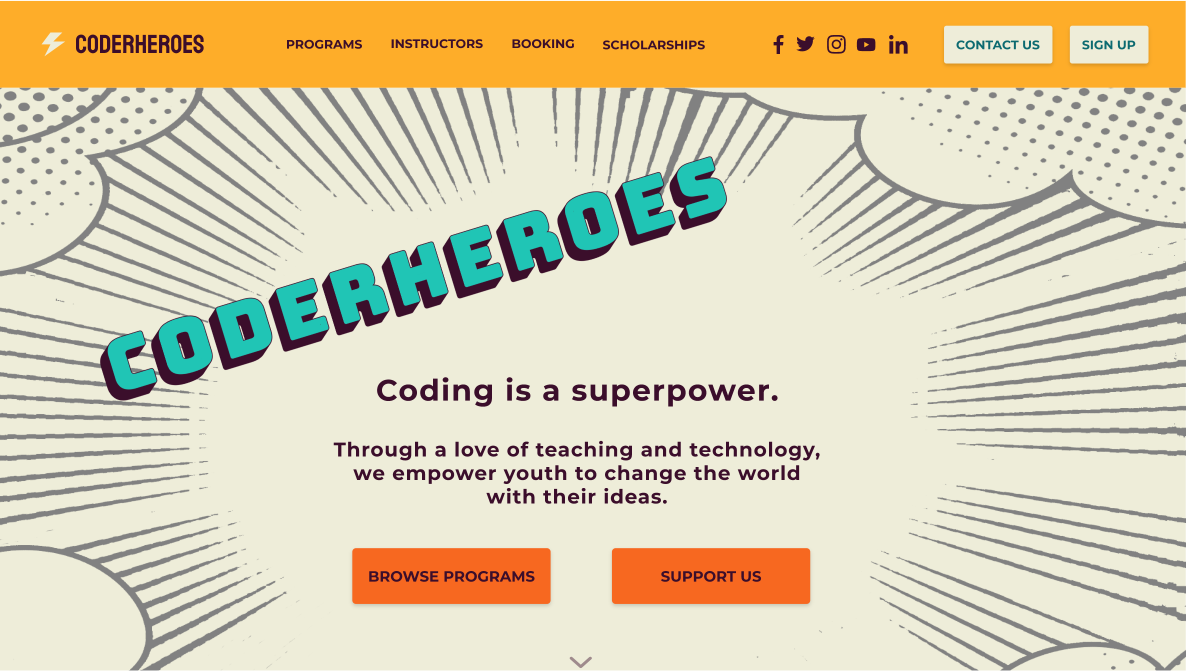 CODERHEROES
PROGRAMS
INSTRUCTORS
BOOKING
SCHOLARSHIPS
CONTACT US
SIGN UP
CODERHEROES
Coding is a superpower.
Through a love of teaching and technology,
we empower youth to change the world
with their ideas.
BROWSE PROGRAMS
SUPPORT US